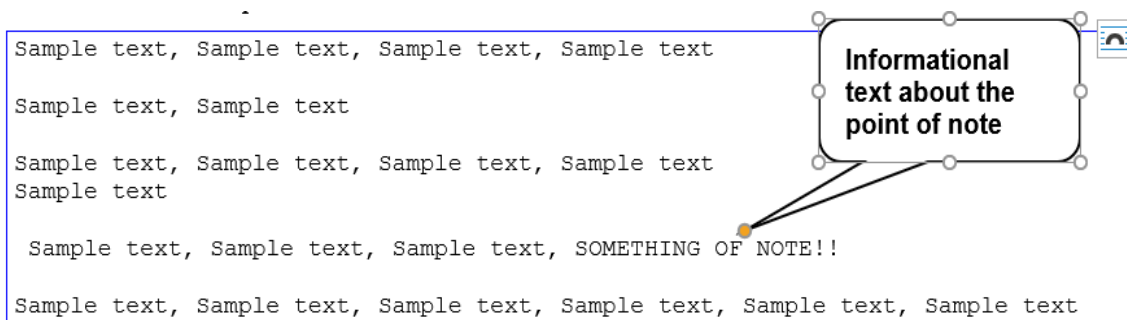 Sample text, Sample text, Sample text, Sample text
Informational
text about the
point of note
Sample text, Sample text
Sample text, Sample text, Sample text, Sample text
Sample text
Sample text, Sample text, Sample text, SOMETHING OF NOTE!!
Sample text, Sample text, Sample text, Sample text, Sample text, Sample text